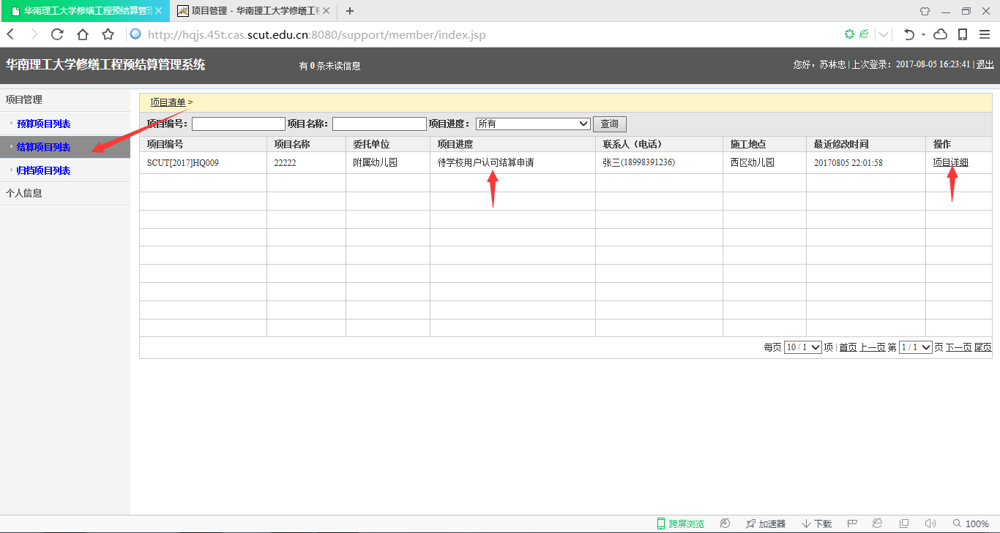 华南理工大学修缮工程预结算管理
项目管理 - 华南理工大学修缮工程
http://hqjs.45t.cas.scut.edu.cn:8080/support/member/index.jsp
华南理工大学修缮工程预结算管理系统
有 0 条未读信息
您好，苏林忠 | 上次登录：2017-08-05 16:23:41 | 退出
项目管理
预算项目列表
结算项目列表
归档项目列表
个人信息
项目清单 >
项目编号： 项目名称： 项目进度： 所有 查询
项目编号 项目名称 委托单位 项目进度 联系人（电话） 施工地点 最近修改时间 操作
SCUT[2017]HQ009 22222 附属幼儿园 待学校用户认可结算申请 张三(18998391236) 西区幼儿园 20170805 22:01:58 项目详细
每页 10 / 1 项 | 首页 上一页 第 1 / 1 页 下一页 尾页
跨屏浏览 加速器 下载 100%